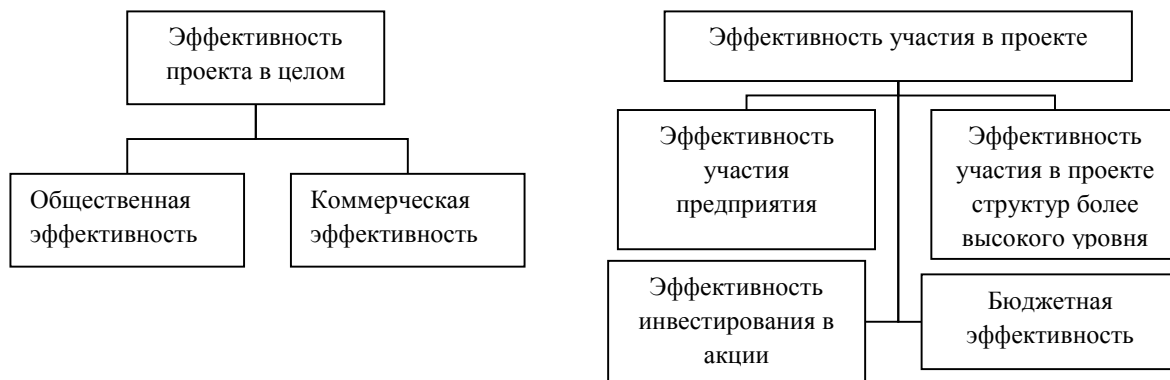 Эффективность
проекта в целом
Общественная
эффективность
Коммерческая
эффективность
Эффективность участия в проекте
Эффективность
участия
предприятия
Эффективность
участия в проекте
структур более
высокого уровня
Эффективность
инвестирования в
акции
Бюджетная
эффективность